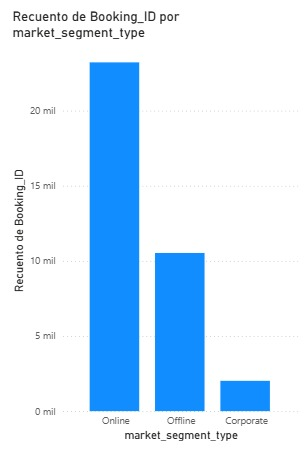 Recuento de Booking_ID por
market_segment_type
Recuento de Booking_ID
20 mil
15 mil
10 mil
5 mil
0 mil
Online
Offline
Corporate
market_segment_type